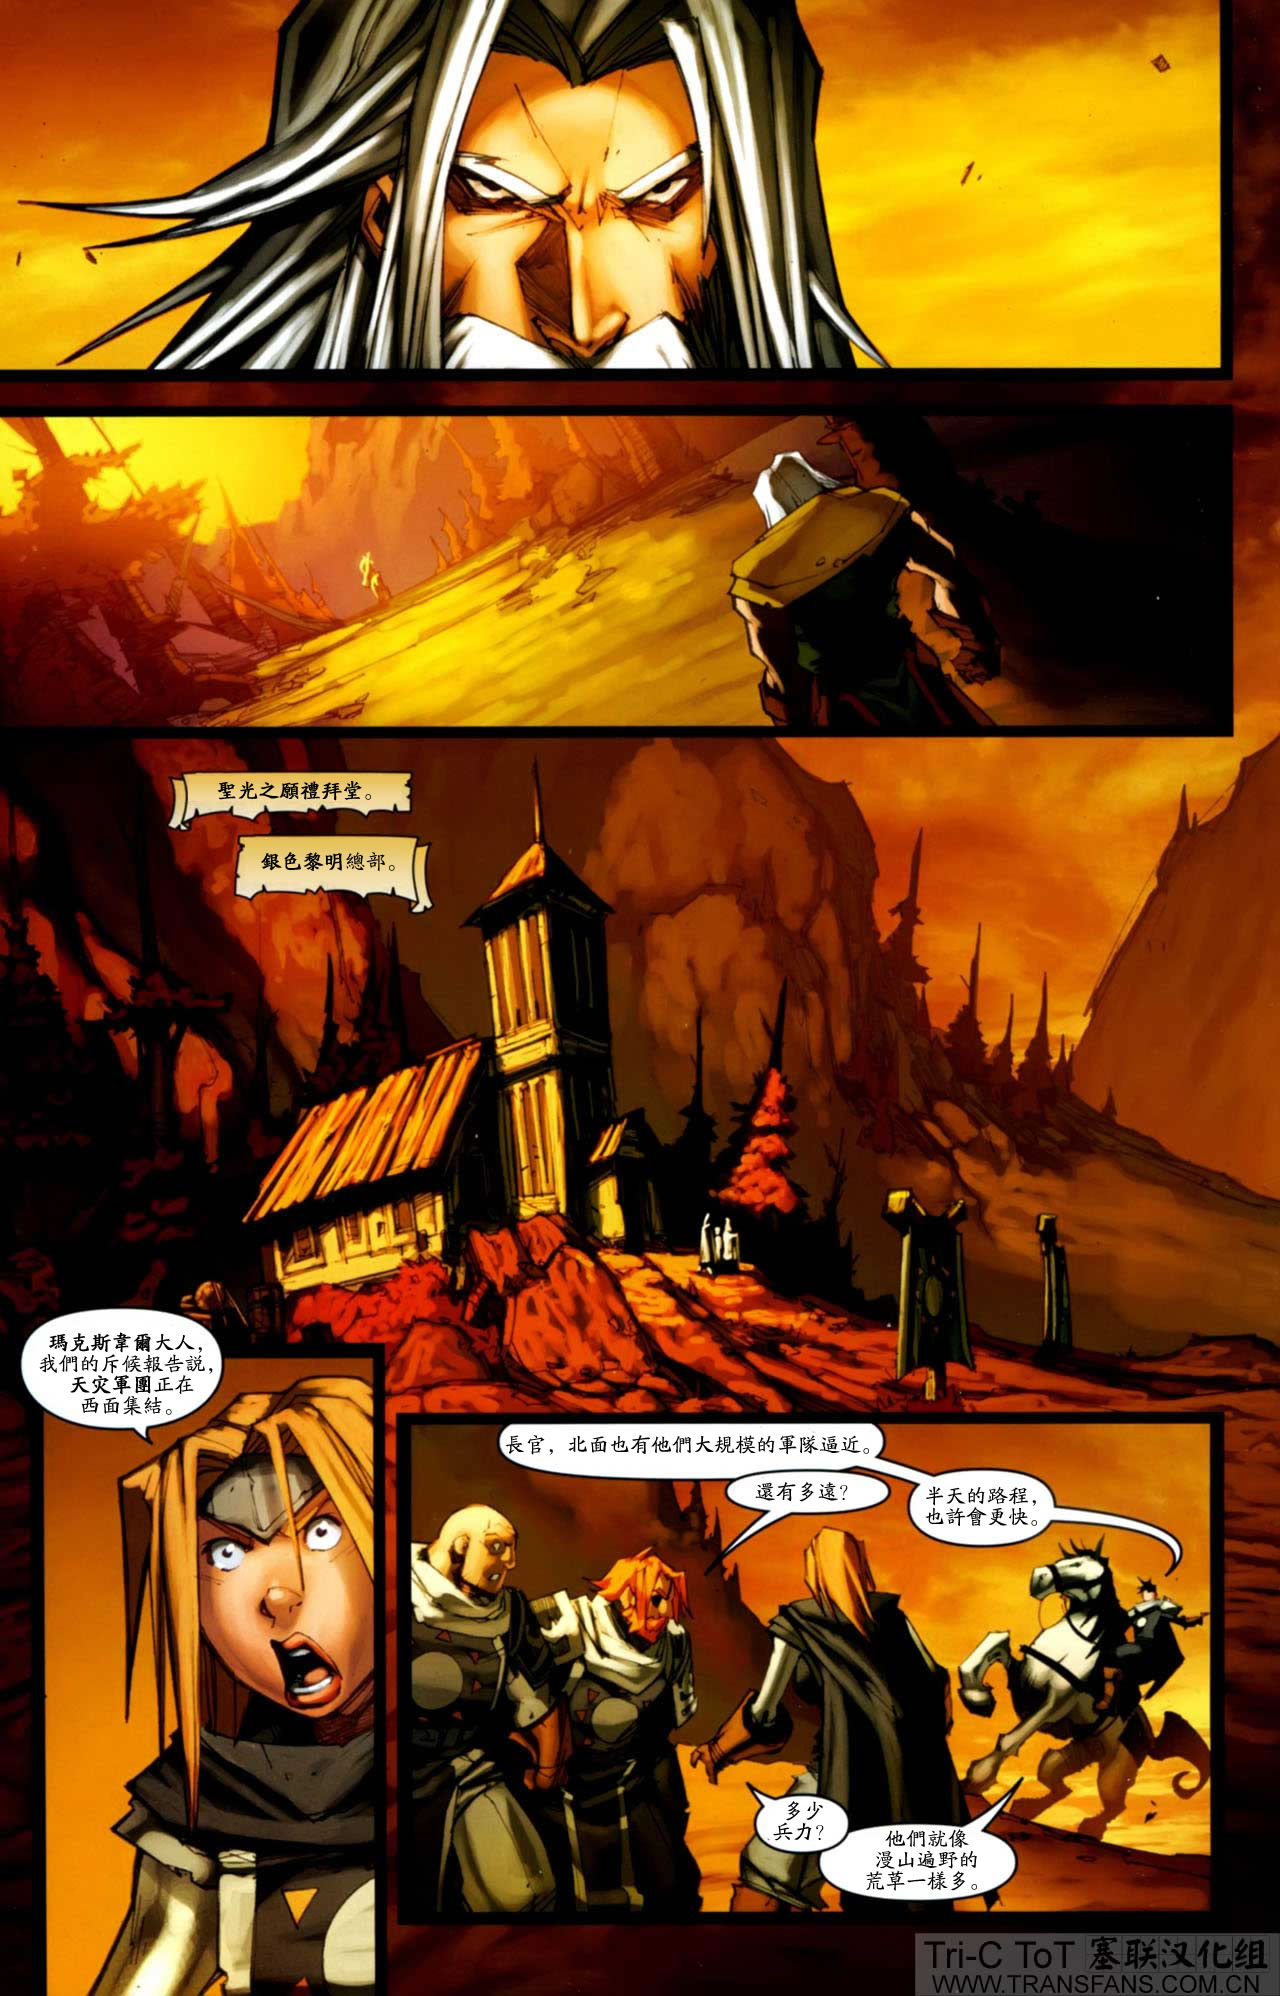 聖光之願禮拜堂。
銀色黎明總部。
瑪克斯韋爾大人,
我們的斥候報告説,
天灾軍團正在
西面集結。
長官，北面也有他們大規模的軍隊逼近。
還有多遠？
半天的路程,
也許會更快。
多少
兵力？
他們就像
漫山遍野的
荒草一樣多。
Tri-C ToT 塞联汉化组
WWW.TRANSFANS.COM.CN